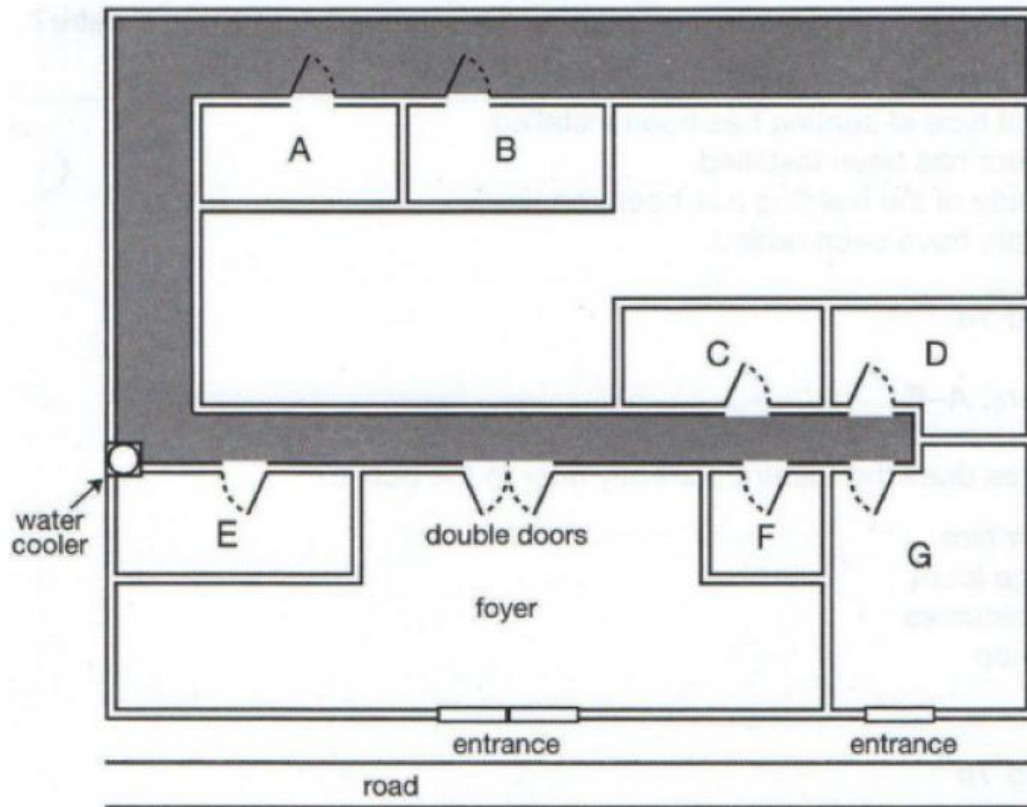 A
B
C
D
water
cooler
E
double doors
F
G
foyer
entrance
entrance
road